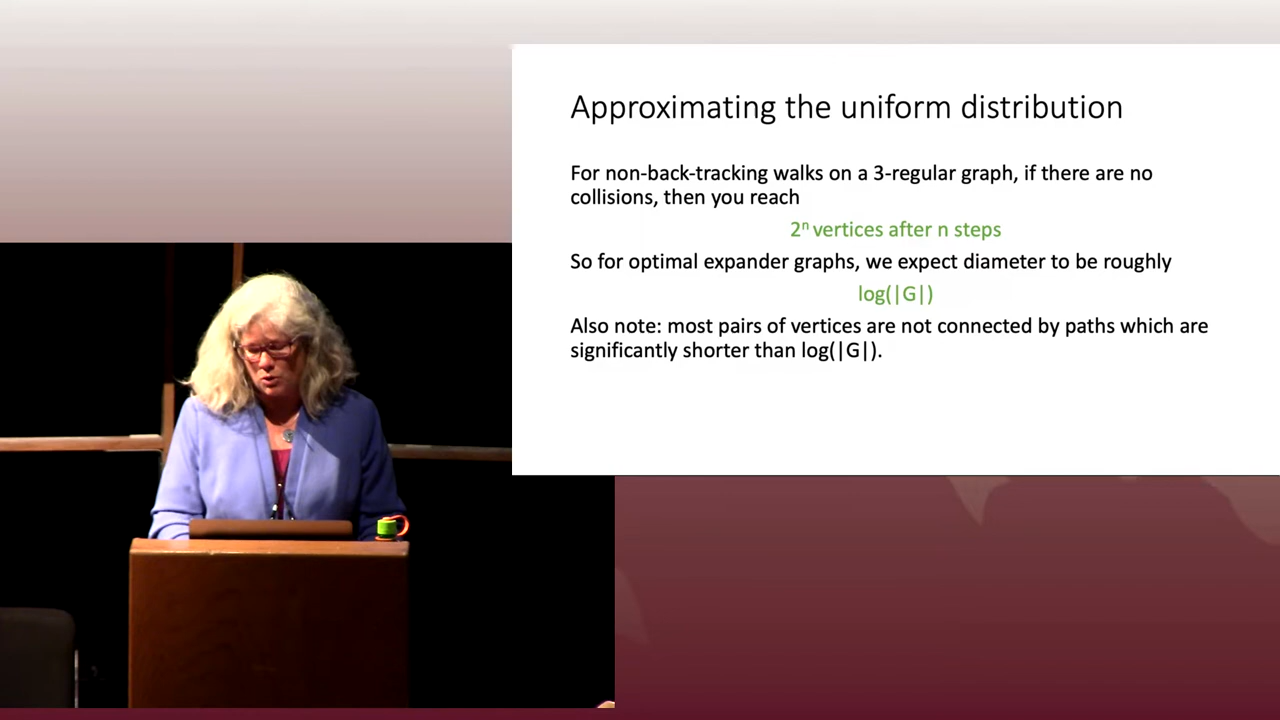 Approximating the uniform distribution
For non-back-tracking walks on a 3-regular graph, if there are no
collisions, then you reach
2ⁿ vertices after n steps
So for optimal expander graphs, we expect diameter to be roughly
log(|G|)
Also note: most pairs of vertices are not connected by paths which are
significantly shorter than log(|G|).